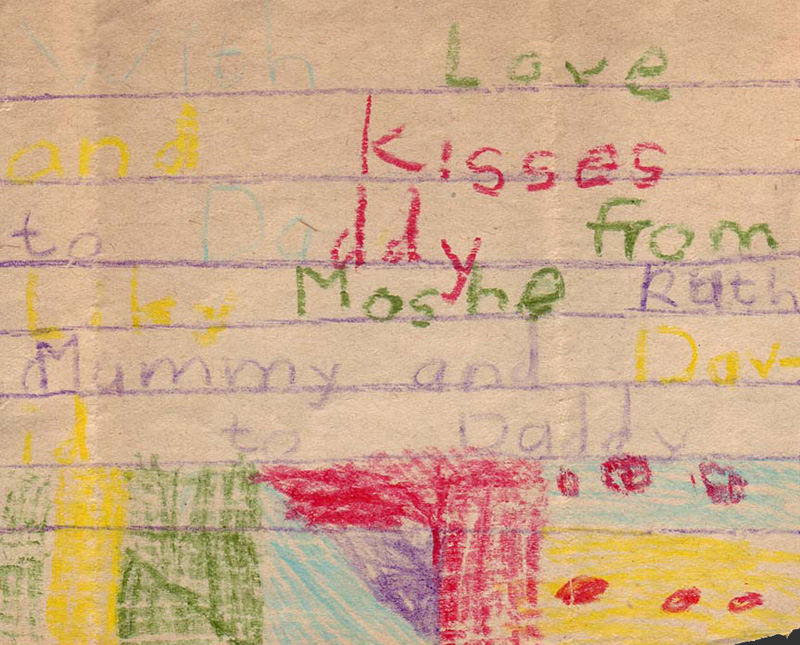 With Love
and kisses
to Daddy from
Liky Moshe Ruth
Mummy and Dav-
id to Daddy